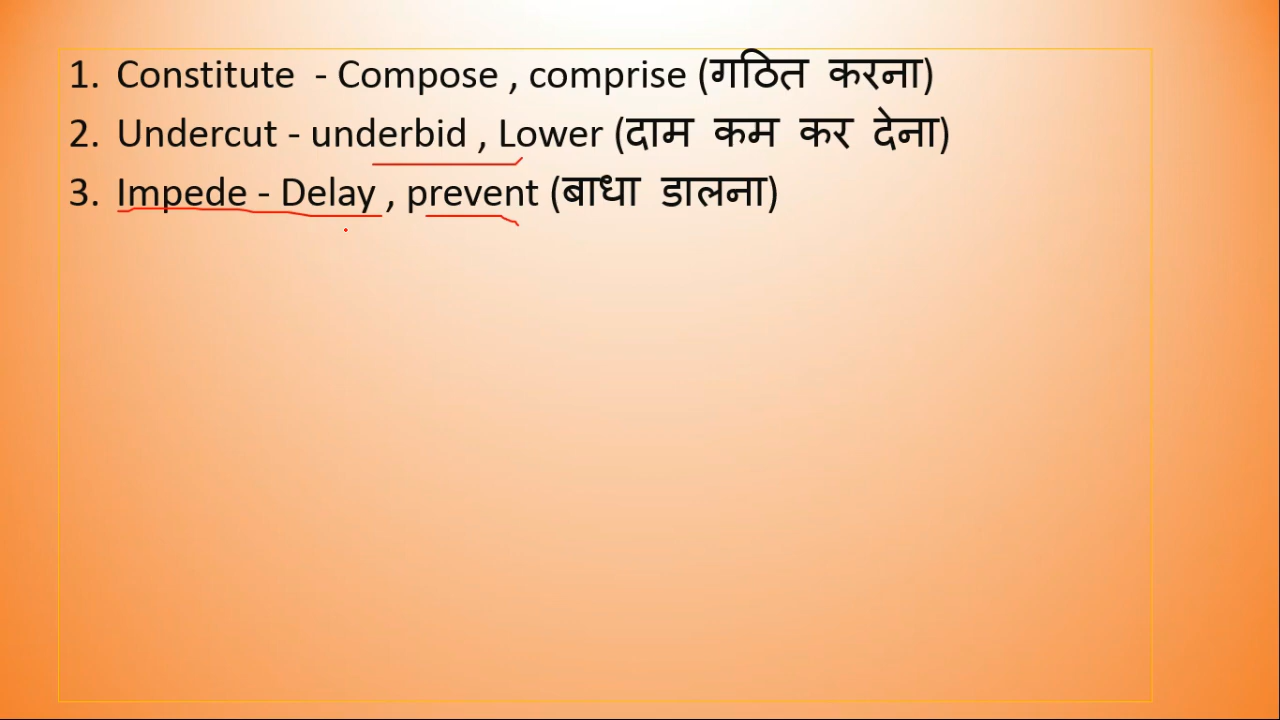 1. Constitute - Compose , comprise (गठित करना)
2. Undercut - underbid , Lower (दाम कम कर देना)
3. Impede - Delay , prevent (बाधा डालना)